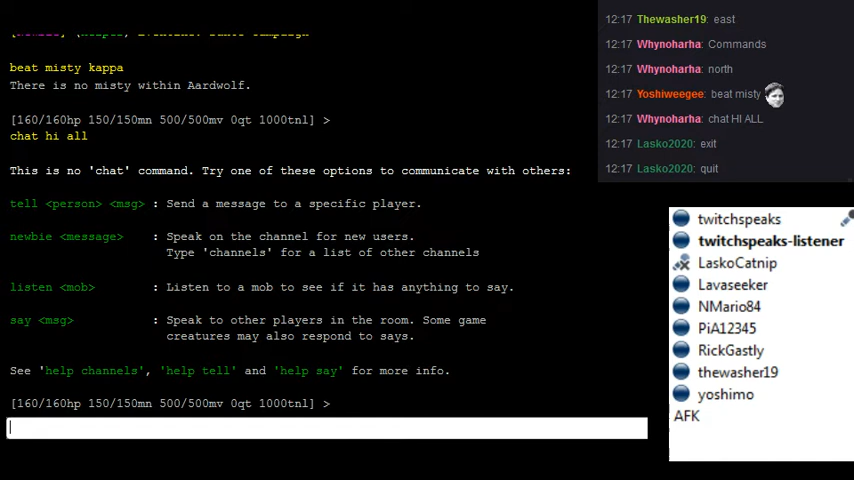 beat misty kappa
There is no misty within Aardwolf.
[160/160hp 150/150mn 500/500mv 0qt 1000tnl] >
chat hi all
This is no 'chat' command. Try one of these options to communicate with others:
tell <person> <msg> : Send a message to a specific player.
newbie <message> : Speak on the channel for new users.
Type 'channels' for a list of other channels
listen <mob> : Listen to a mob to see if it has anything to say.
say <msg> : Speak to other players in the room. Some game
creatures may also respond to says.
See 'help channels', 'help tell' and 'help say' for more info.
[160/160hp 150/150mn 500/500mv 0qt 1000tnl] >
12:17 Thewasher19: east
12:17 Whynoharha: Commands
12:17 Whynoharha: north
12:17 Yoshiweegee: beat misty
12:17 Whynoharha: chat HI ALL
12:17 Lasko2020: exit
12:17 Lasko2020: quit
twitchspeaks
twitchspeaks-listener
LaskoCatnip
Lavaseeker
NMario84
PiA12345
RickGastly
thewasher19
yoshimo
AFK